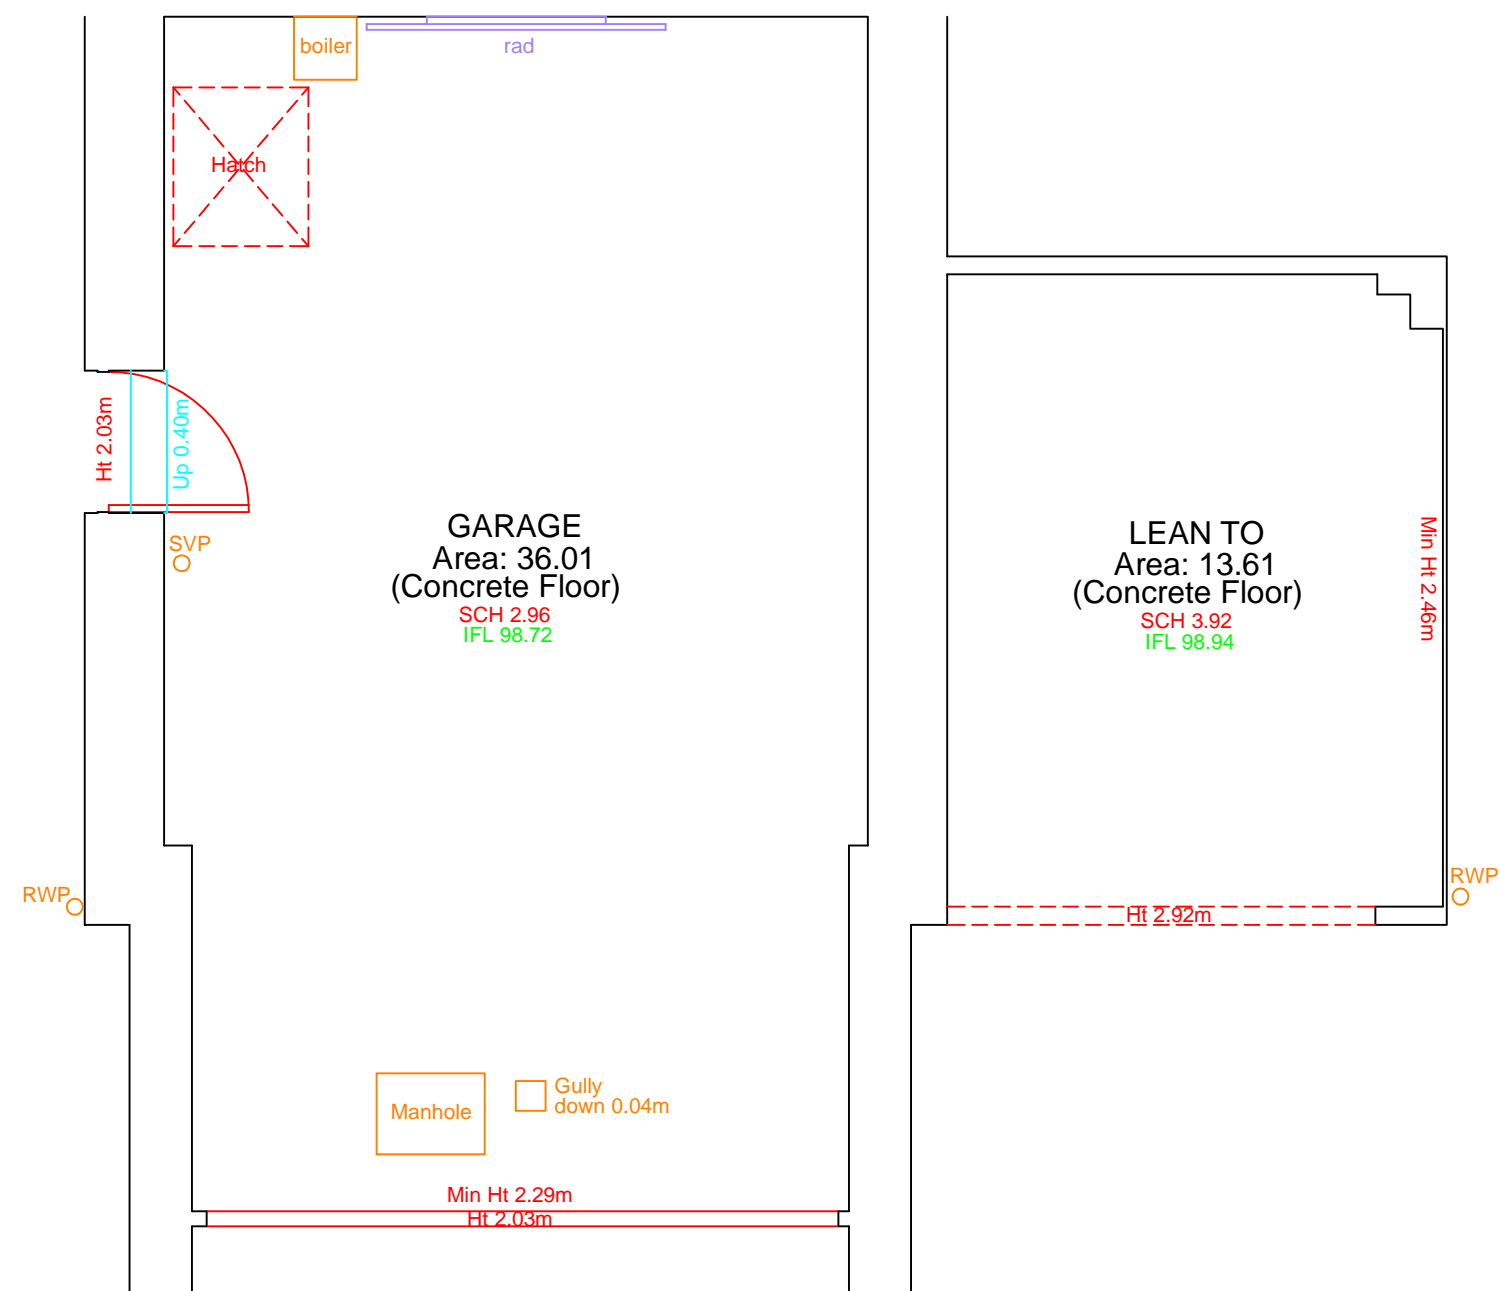 boiler
rad
Hatch
Ht 2.03m
Up 0.40m
SVP
GARAGE
Area: 36.01
(Concrete Floor)
SCH 2.96
IFL 98.72
LEAN TO
Area: 13.61
(Concrete Floor)
SCH 3.92
IFL 98.94
Min Ht 2.46m
RWP
RWP
Ht 2.92m
Manhole
Gully
down 0.04m
Min Ht 2.29m
Ht 2.03m